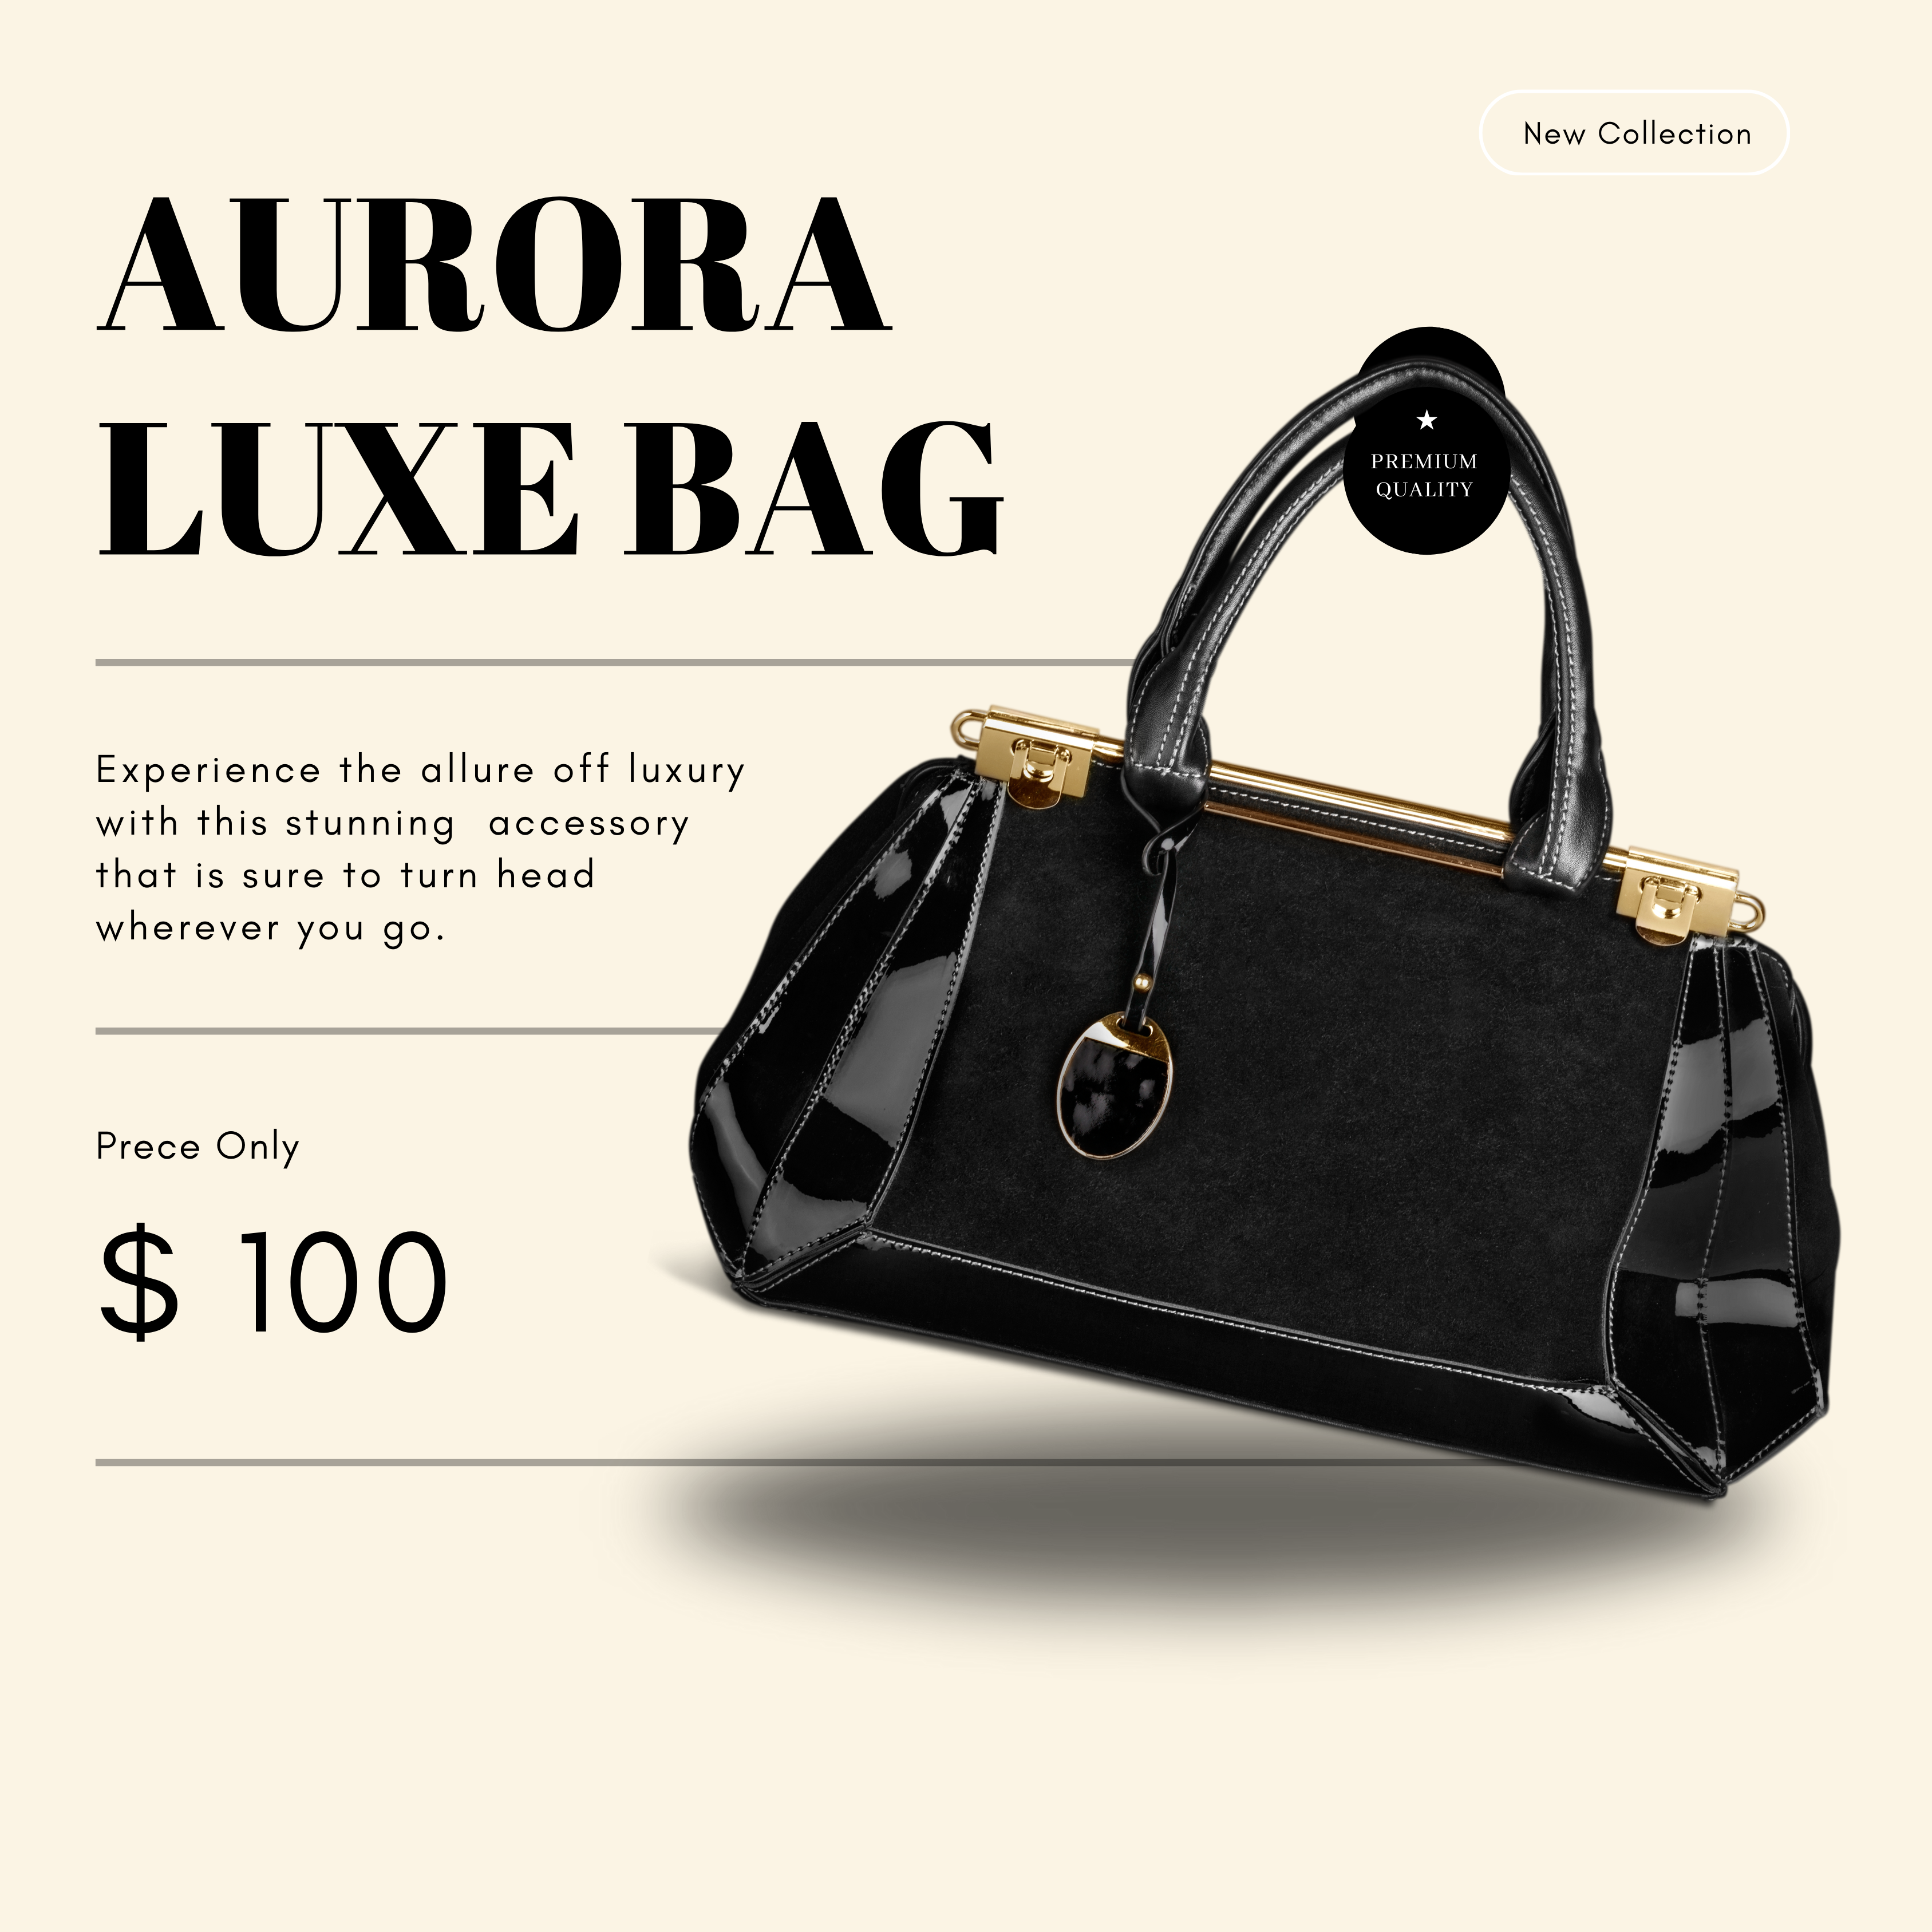 New Collection
AURORA
LUXE BAG
PREMIUM
QUALITY
Experience the allure off luxury
with this stunning  accessory
that is sure to turn head
wherever you go.
Prece Only
$ 100